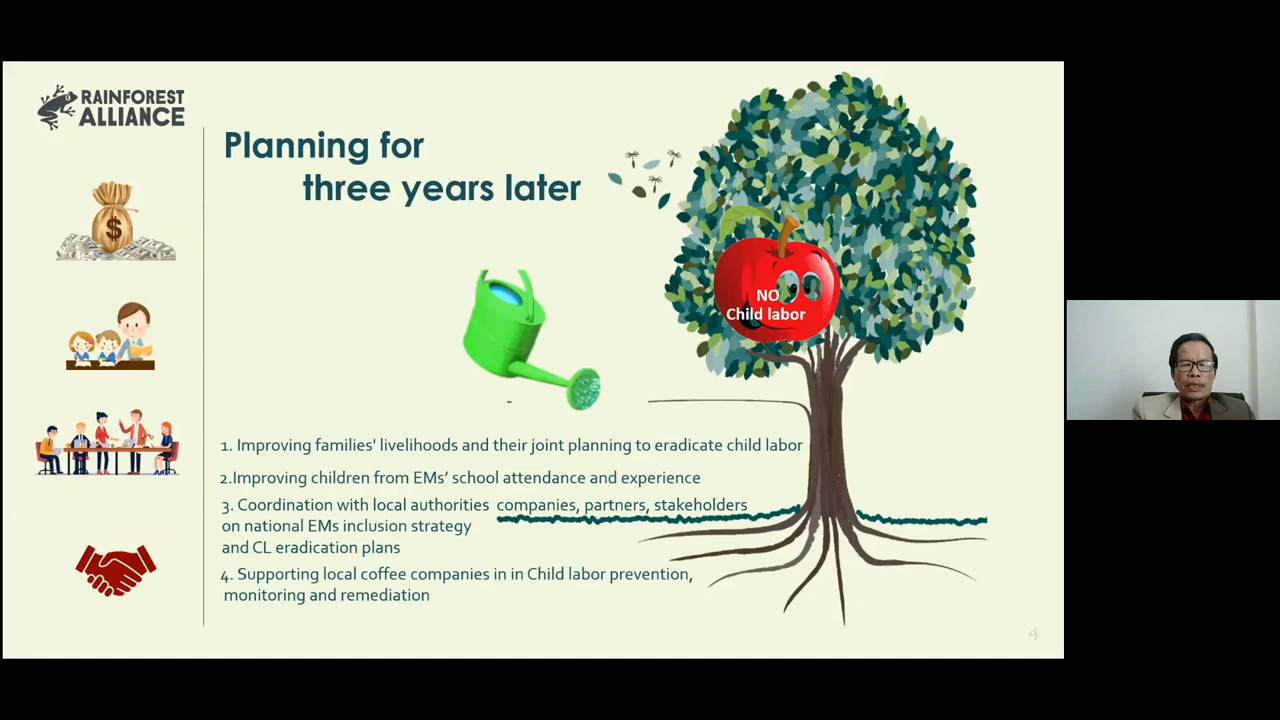 RAINFOREST
ALLIANCE
Planning for
three years later
$
NO
Child labor
-
1. Improving families' livelihoods and their joint planning to eradicate child labor
2.Improving children from EMs’ school attendance and experience
3. Coordination with local authorities companies, partners, stakeholders
on national EMs inclusion strategy
and CL eradication plans
4. Supporting local coffee companies in in Child labor prevention,
monitoring and remediation
4